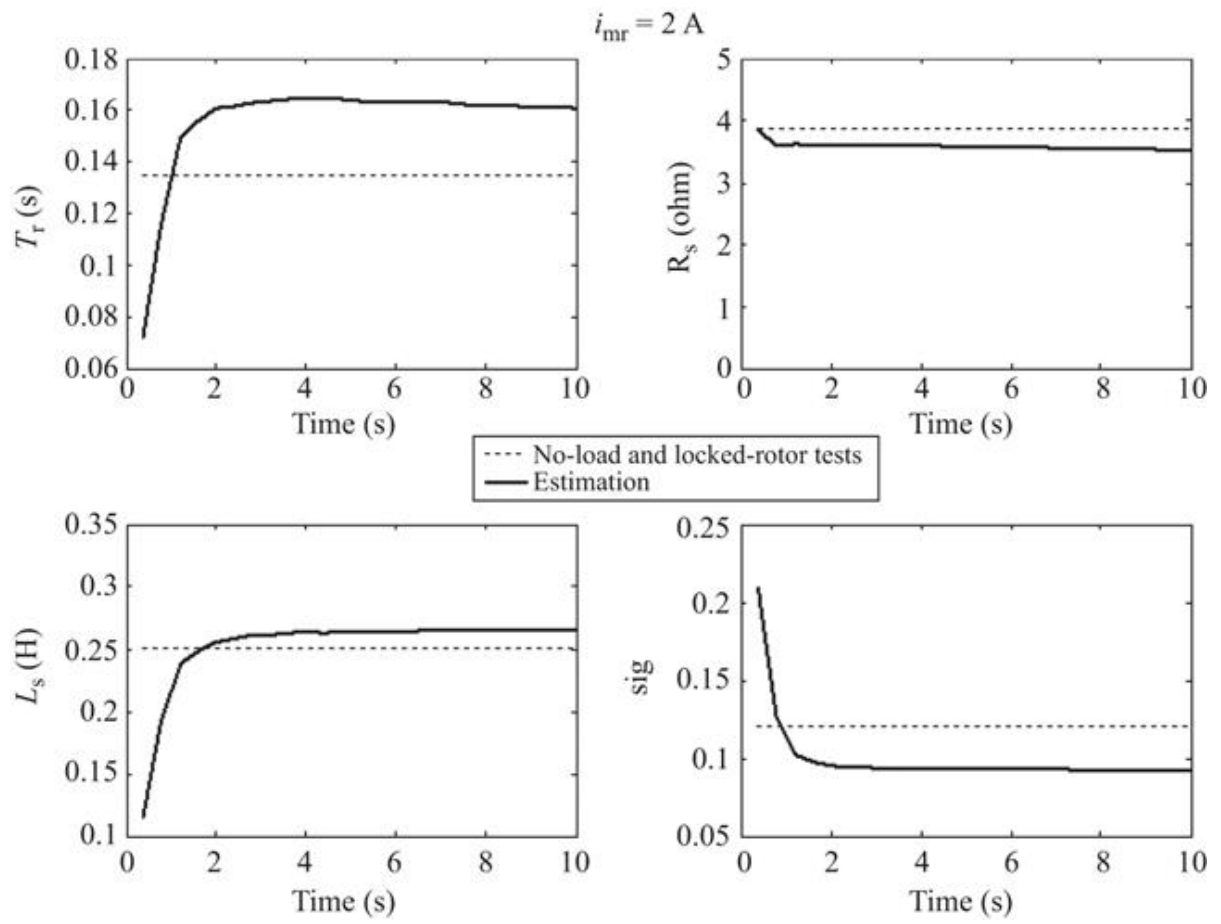 i_mr = 2 A
T_r (s)
0.18
0.16
0.14
0.12
0.1
0.08
0.06
0 2 4 6 8 10
Time (s)
R_s (ohm)
5
4
3
2
1
0
0 2 4 6 8 10
Time (s)
No-load and locked-rotor tests
Estimation
L_s (H)
0.35
0.3
0.25
0.2
0.15
0.1
0 2 4 6 8 10
Time (s)
sig
0.25
0.2
0.15
0.1
0.05
0 2 4 6 8 10
Time (s)